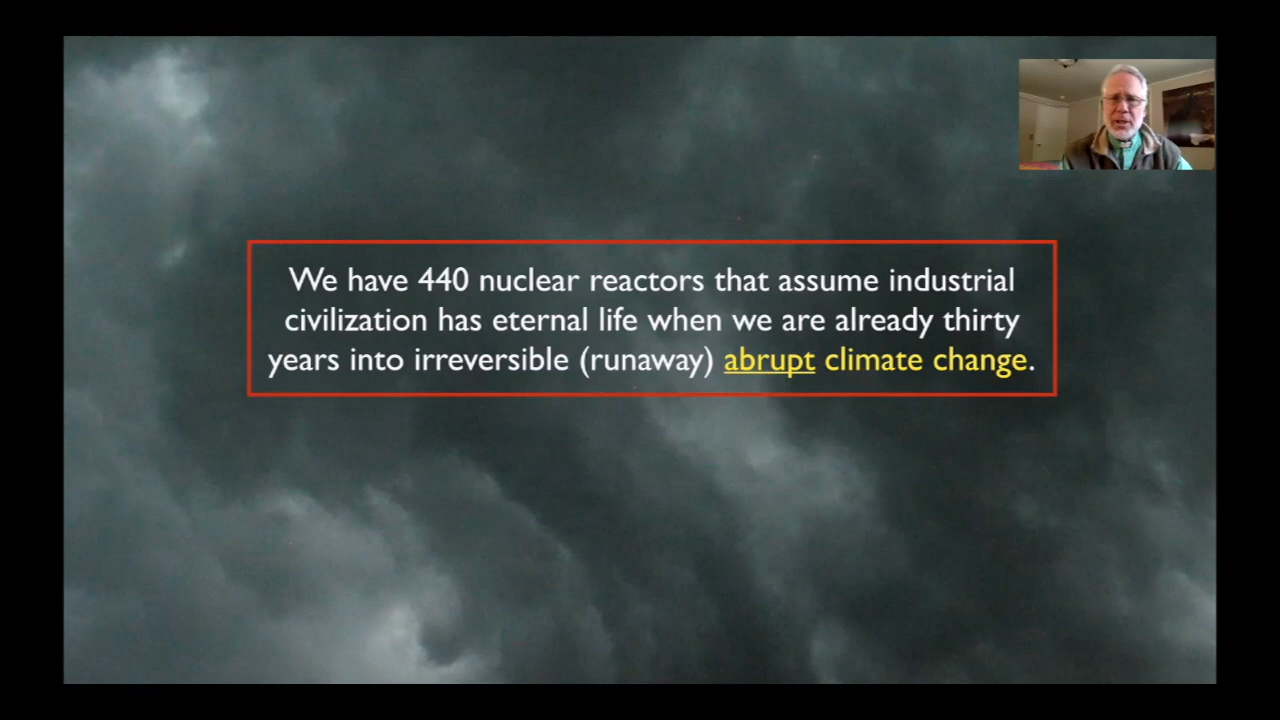 We have 440 nuclear reactors that assume industrial
civilization has eternal life when we are already thirty
years into irreversible (runaway) abrupt climate change.